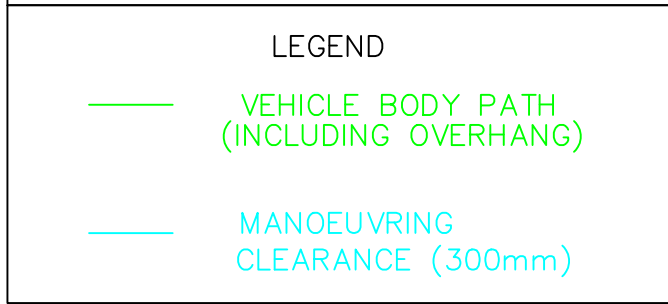 LEGEND
VEHICLE BODY PATH
(INCLUDING OVERHANG)
MANOEUVRING
CLEARANCE (300mm)